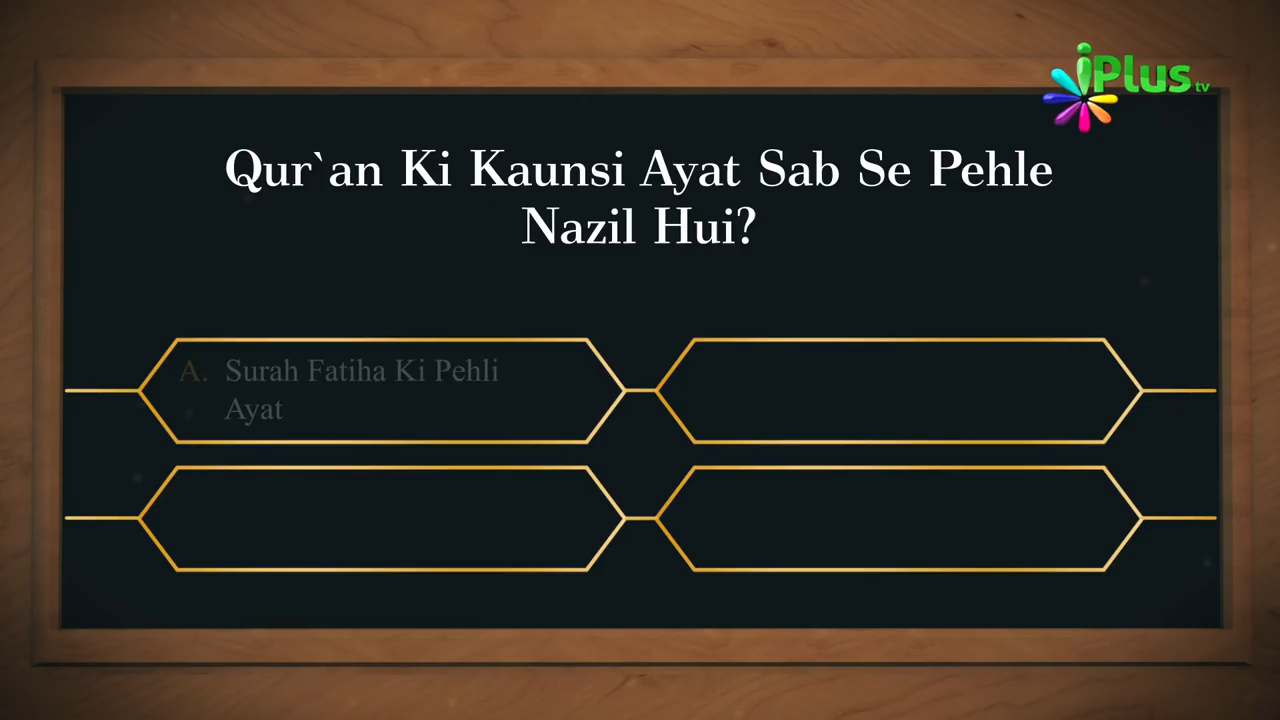 iPlus tv
Qur`an Ki Kaunsi Ayat Sab Se Pehle
Nazil Hui?
A. Surah Fatiha Ki Pehli
Ayat